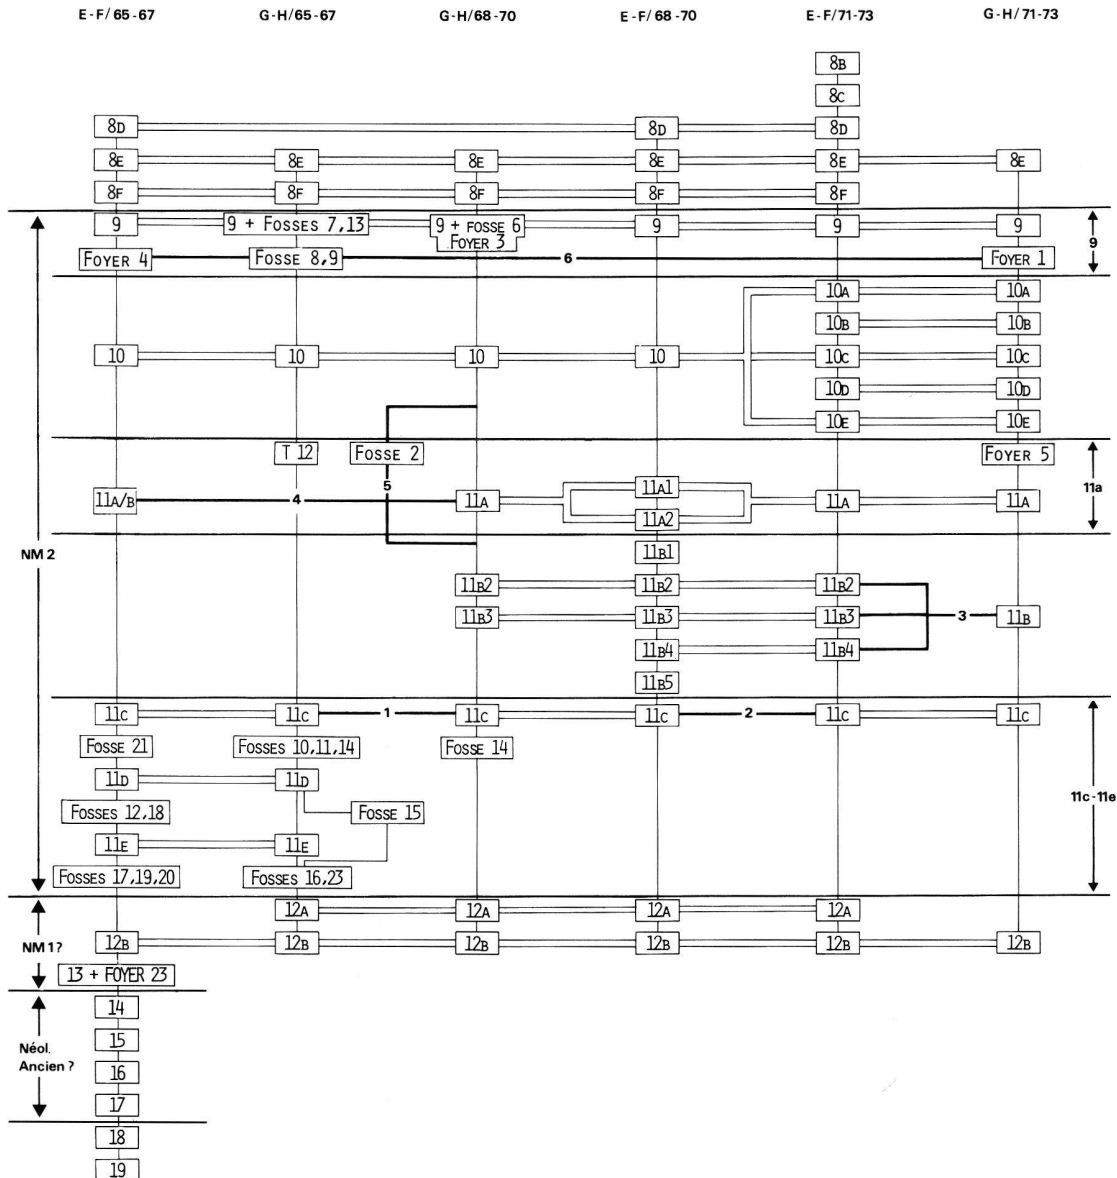 E-F/65-67 G-H/65-67 G-H/68-70 E-F/68-70 E-F/71-73 G-H/71-73
8B
8C
8D 8D 8D
8E 8E 8E 8E 8E 8E
8F 8F 8F 8F 8F
9 9 + FOSSES 7,13 9 + FOSSE 6 9 9 9
FOYER 3
9
FOYER 4 FOSSE 8,9 6 FOYER 1
10A 10A
10B 10B
10 10 10 10 10C 10C
10D 10D
10E 10E
T 12 FOSSE 2 FOYER 5
5 11A1 11a
11A/B 4 11A 11A 11A
11A2
NM 2 11B1
11B2 11B2 11B2
11B3 11B3 11B3 3 11B
11B4 11B4
11B5
11C 11C 1 11C 11C 2 11C 11C
FOSSE 21 FOSSES 10,11,14 FOSSE 14
11D 11D
11c-11e
FOSSES 12,18 FOSSE 15
11E 11E
FOSSES 17,19,20 FOSSES 16,23
12A 12A 12A 12A
NM 1? 12B 12B 12B 12B 12B 12B
13 + FOYER 23
14
15
Néol.
Ancien ?
16
17
18
19